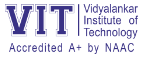 VIT
Vidyalankar
Institute of
Technology
Accredited A+ by NAAC